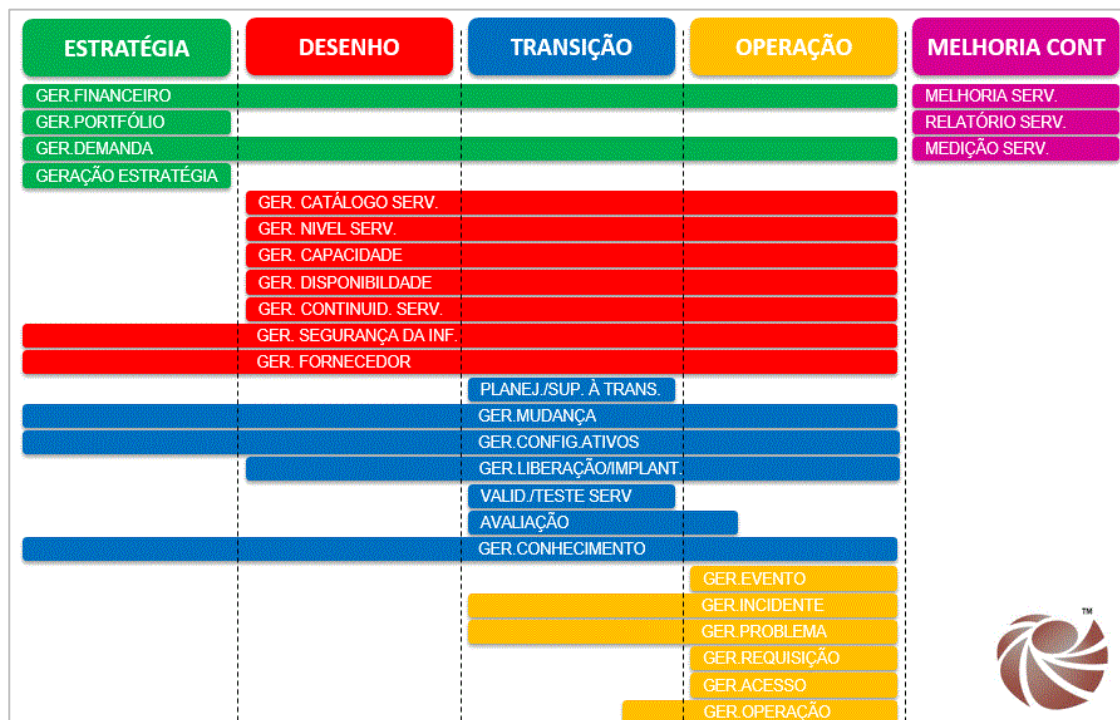 ESTRATÉGIA
DESENHO
TRANSIÇÃO
OPERAÇÃO
MELHORIA CONT
GER.FINANCEIRO
MELHORIA SERV.
GER.PORTFÓLIO
RELATÓRIO SERV.
GER.DEMANDA
MEDIÇÃO SERV.
GERAÇÃO ESTRATÉGIA
GER. CATÁLOGO SERV.
GER. NIVEL SERV.
GER. CAPACIDADE
GER. DISPONIBILDADE
GER. CONTINUID. SERV.
GER. SEGURANÇA DA INF.
GER. FORNECEDOR
PLANEJ./SUP. À TRANS.
GER.MUDANÇA
GER.CONFIG.ATIVOS
GER.LIBERAÇÃO/IMPLANT.
VALID./TESTE SERV
AVALIAÇÃO
GER.CONHECIMENTO
GER.EVENTO
GER.INCIDENTE
GER.PROBLEMA
GER.REQUISIÇÃO
GER.ACESSO
GER.OPERAÇÃO
TM